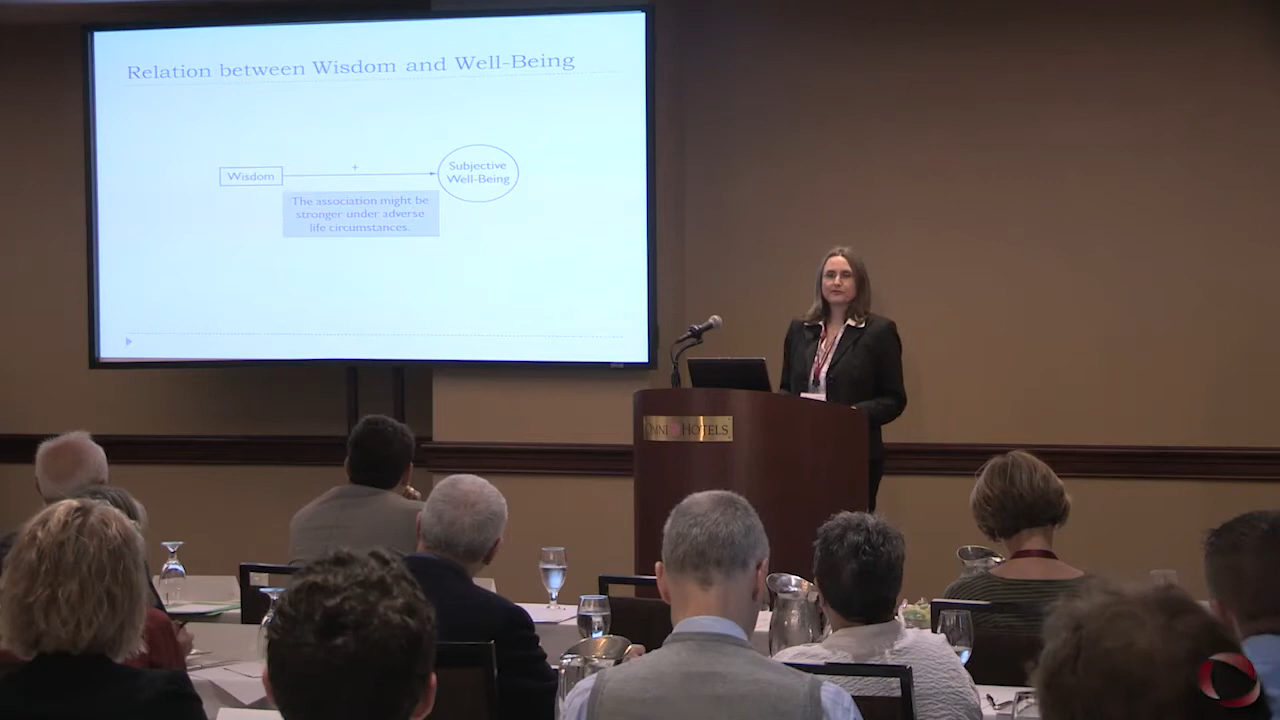 Relation between Wisdom and Well-Being
+
Wisdom
Subjective
Well-Being
The association might be
stronger under adverse
life circumstances.
OMNI HOTELS